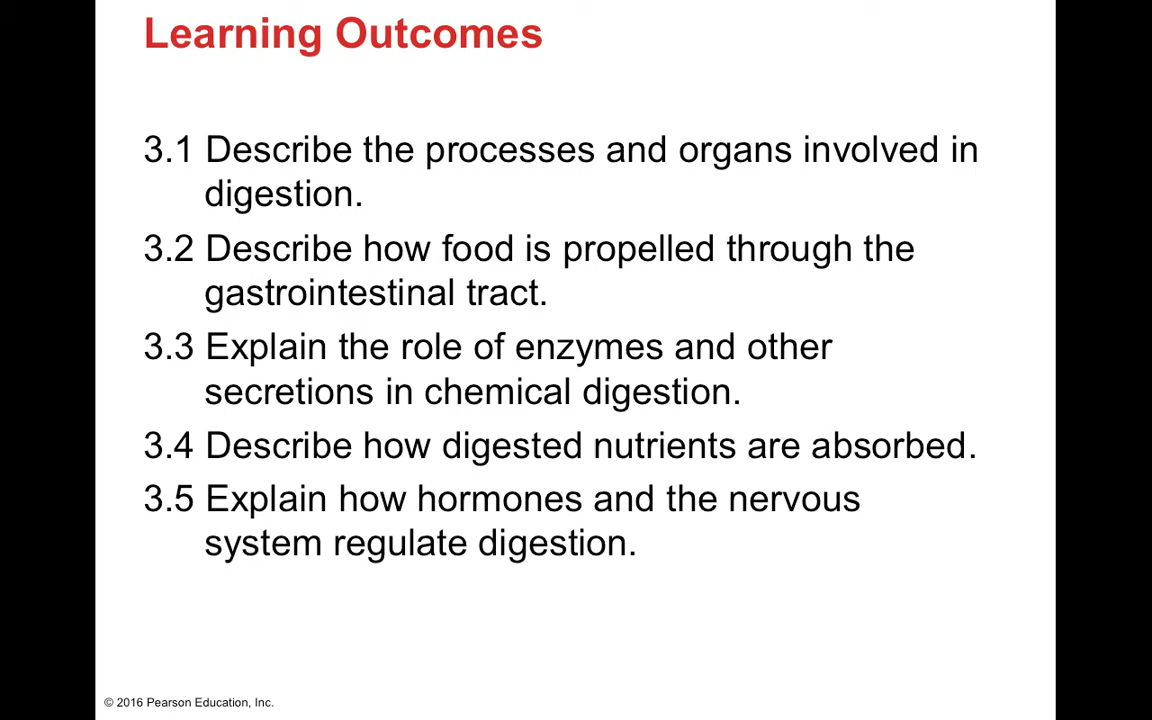 Learning Outcomes
3.1 Describe the processes and organs involved in
digestion.
3.2 Describe how food is propelled through the
gastrointestinal tract.
3.3 Explain the role of enzymes and other
secretions in chemical digestion.
3.4 Describe how digested nutrients are absorbed.
3.5 Explain how hormones and the nervous
system regulate digestion.
© 2016 Pearson Education, Inc.